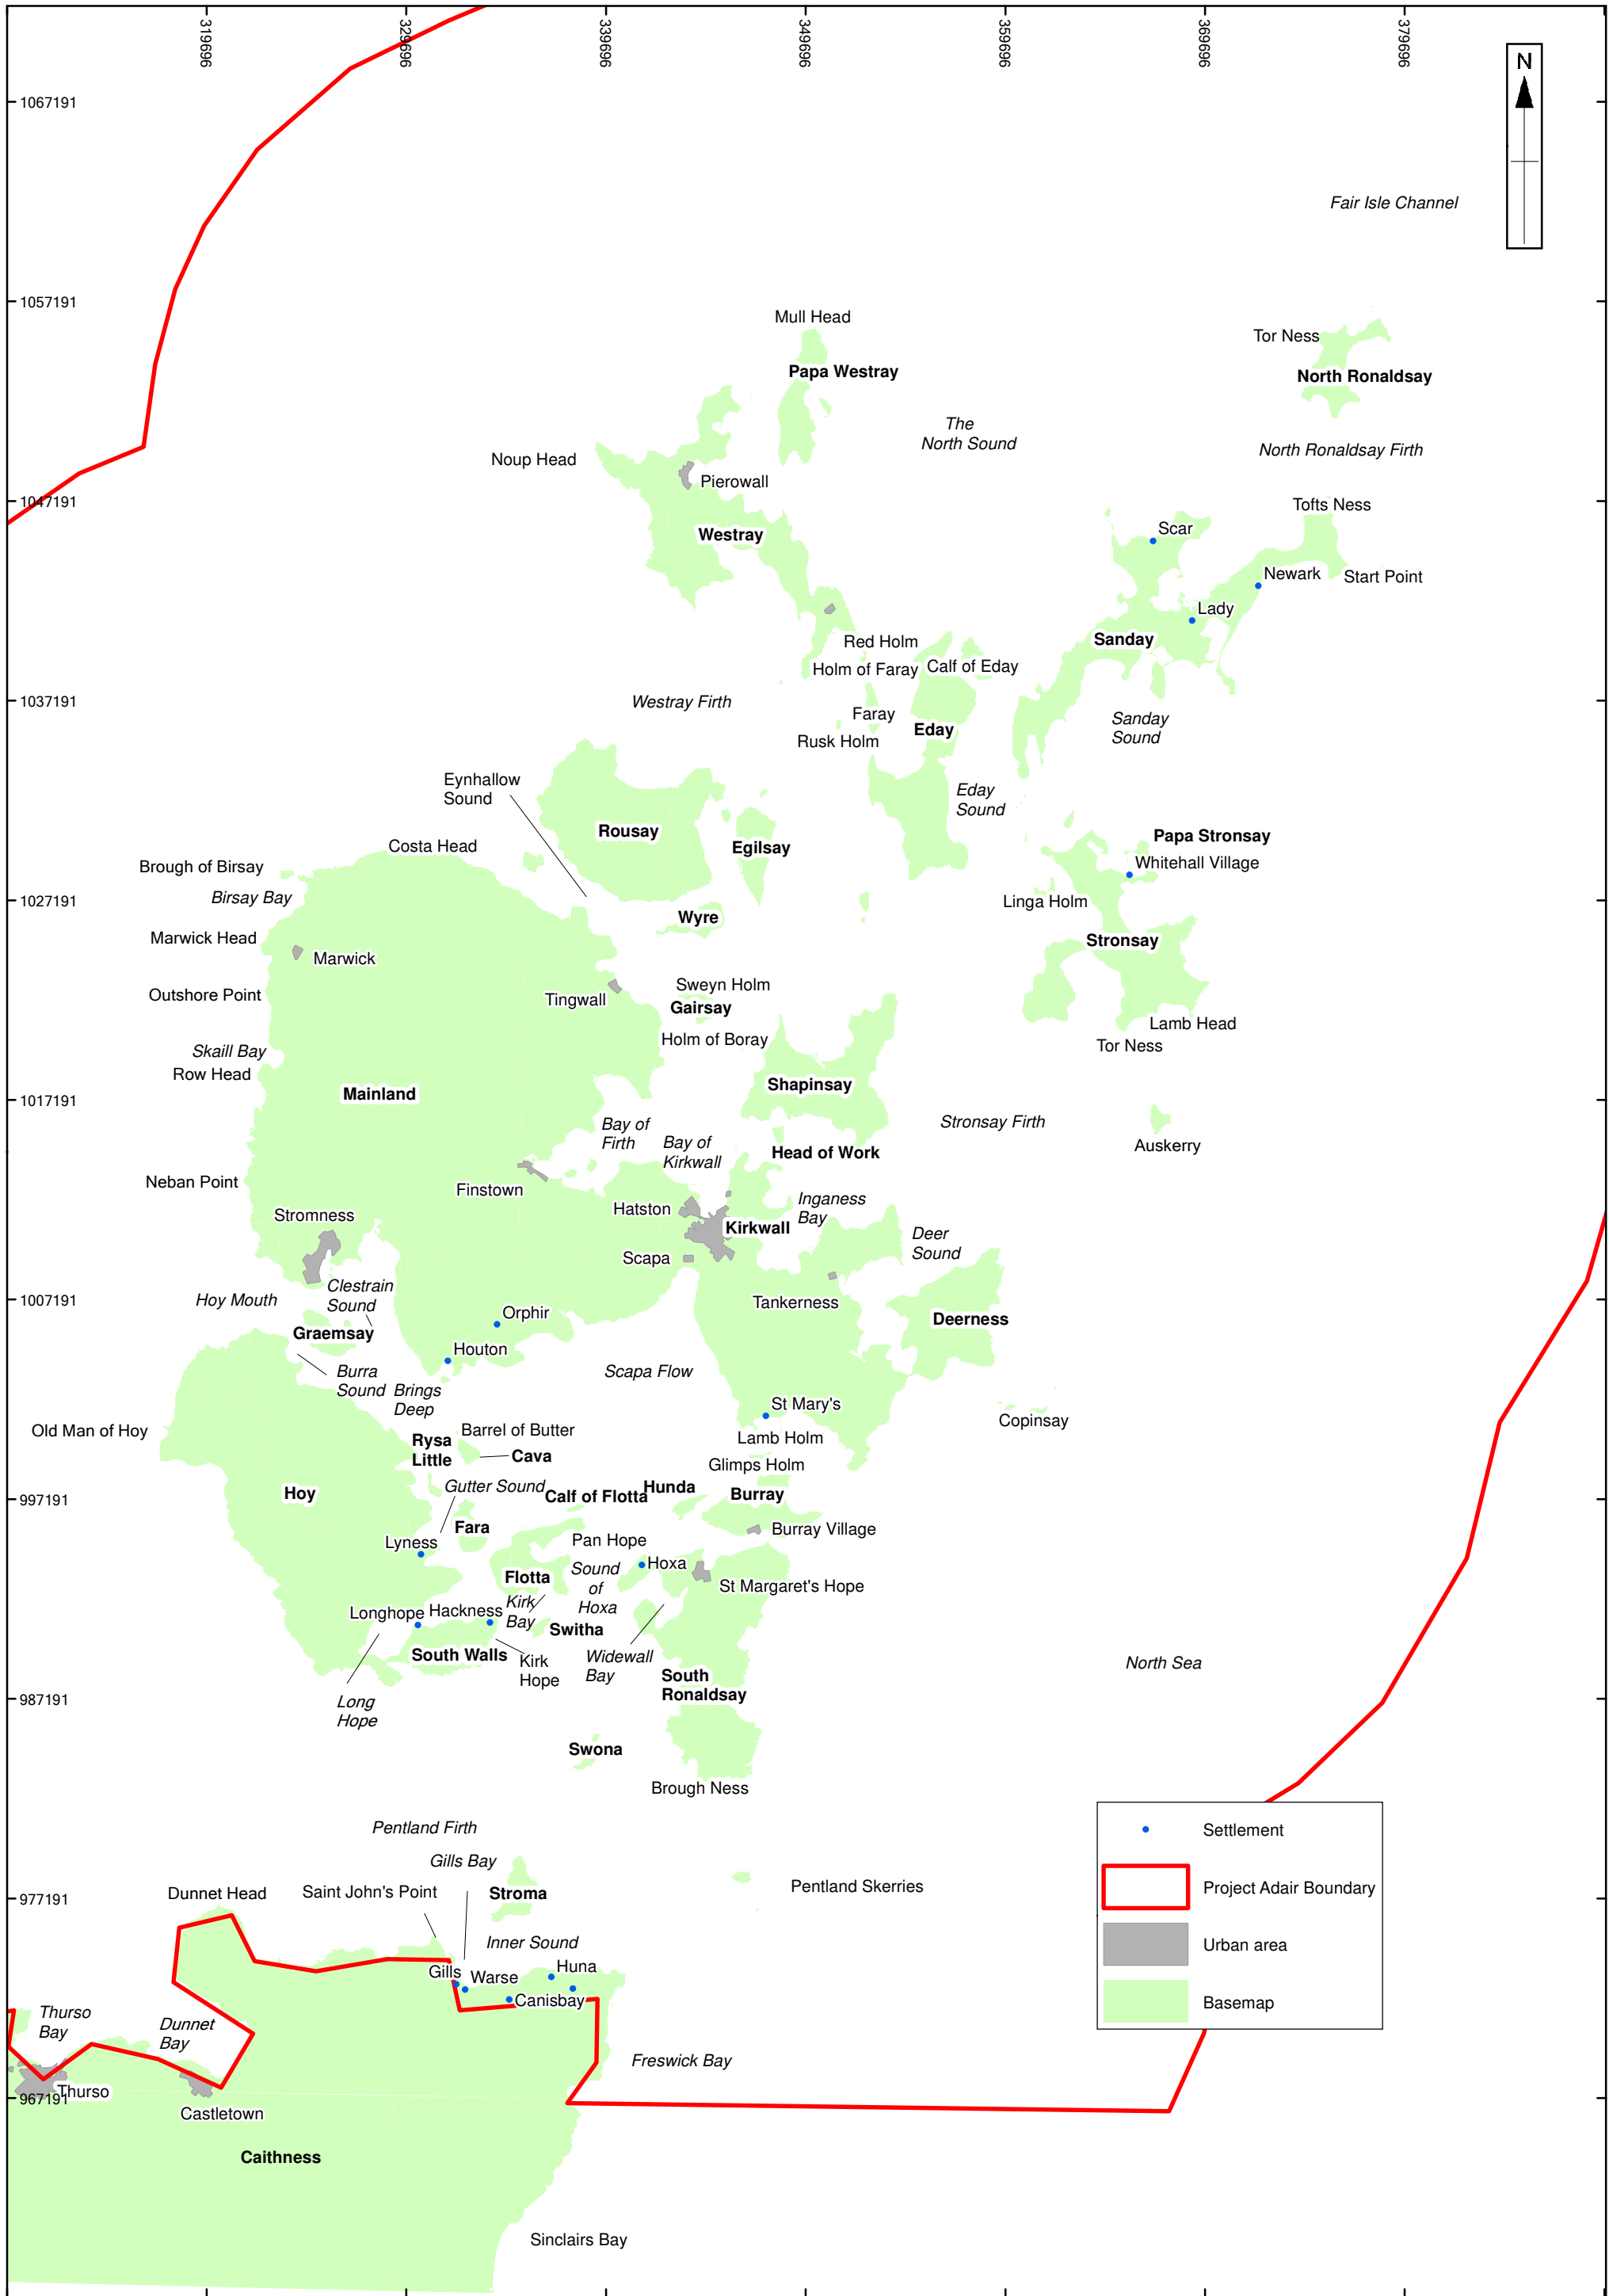 319696
329696
339696
349696
359696
369696
379696
N
1067191
Fair Isle Channel
1057191
Mull Head
Tor Ness
Papa Westray
North Ronaldsay
The
North Sound
North Ronaldsay Firth
Noup Head
Pierowall
1047191
Tofts Ness
Scar
Westray
Newark
Start Point
Lady
Sanday
Red Holm
Holm of Faray
Calf of Eday
1037191
Westray Firth
Faray
Sanday
Sound
Eday
Rusk Holm
Eynhallow
Sound
Eday
Sound
Rousay
Papa Stronsay
Costa Head
Egilsay
Brough of Birsay
Whitehall Village
Birsay Bay
1027191
Linga Holm
Wyre
Marwick Head
Stronsay
Marwick
Sweyn Holm
Outshore Point
Tingwall
Gairsay
Lamb Head
Holm of Boray
Tor Ness
Skaill Bay
Row Head
Shapinsay
Mainland
1017191
Bay of
Firth
Stronsay Firth
Bay of
Kirkwall
Auskerry
Head of Work
Neban Point
Finstown
Inganess
Bay
Hatston
Stromness
Kirkwall
Deer
Sound
Scapa
Clestrain
Sound
Hoy Mouth
1007191
Tankerness
Orphir
Deerness
Graemsay
Houton
Burra
Sound
Scapa Flow
Brings
Deep
St Mary's
Copinsay
Old Man of Hoy
Barrel of Butter
Lamb Holm
Rysa
Little
Cava
Glimps Holm
Gutter Sound
Hunda
Hoy
Calf of Flotta
Burray
997191
Fara
Burray Village
Lyness
Pan Hope
Hoxa
Flotta
Sound
of
Hoxa
St Margaret's Hope
Longhope
Hackness
Kirk
Bay
Switha
South Walls
Kirk
Hope
Widewall
Bay
North Sea
South
Ronaldsay
987191
Long
Hope
Swona
Brough Ness
Pentland Firth
Settlement
Gills Bay
Pentland Skerries
Project Adair Boundary
Dunnet Head
Saint John's Point
Stroma
977191
Inner Sound
Urban area
Gills
Warse
Huna
Canisbay
Basemap
Thurso
Bay
Dunnet
Bay
Freswick Bay
Thurso
967191
Castletown
Caithness
Sinclairs Bay